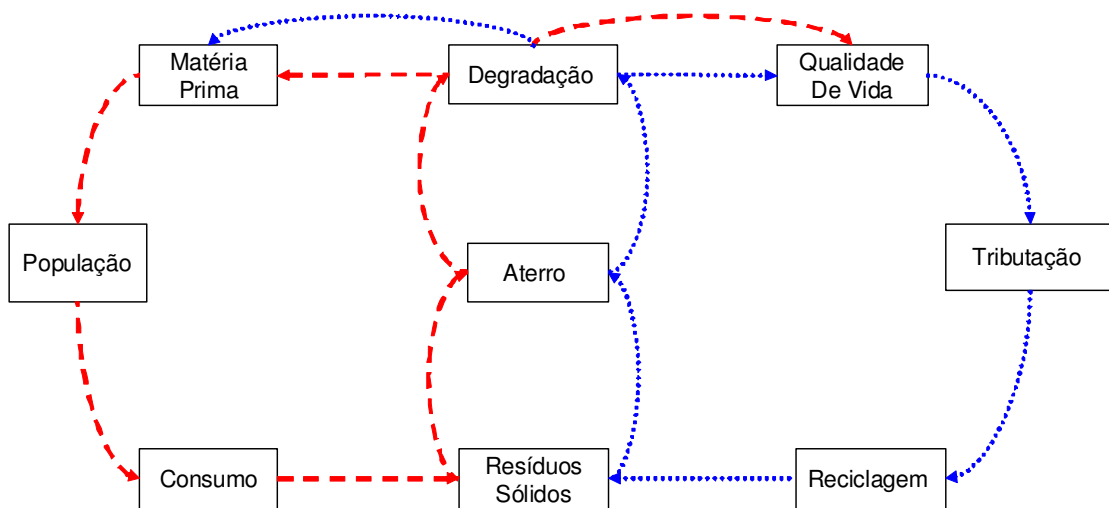 Matéria
Prima
Degradação
Qualidade
De Vida
População
Aterro
Tributação
Consumo
Resíduos
Sólidos
Reciclagem